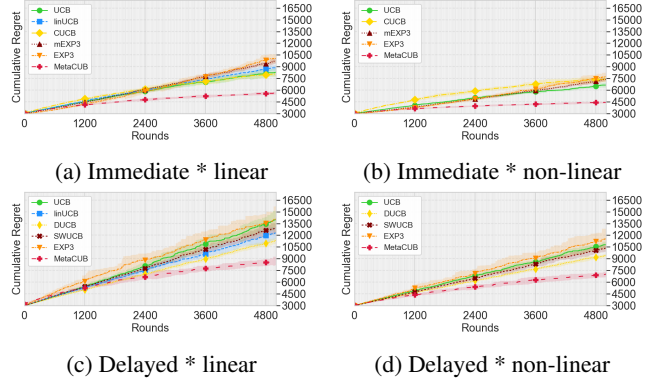 UCB
linUCB
CUCB
mEXP3
EXP3
MetaCUB
Cumulative Regret
16500
15000
13500
12000
10500
9000
7500
6000
4500
3000
0 1200 2400 3600 4800
Rounds
(a) Immediate * linear
UCB
CUCB
mEXP3
EXP3
MetaCUB
Cumulative Regret
16500
15000
13500
12000
10500
9000
7500
6000
4500
3000
0 1200 2400 3600 4800
Rounds
(b) Immediate * non-linear
UCB
linUCB
DUCB
SWUCB
EXP3
MetaCUB
Cumulative Regret
16500
15000
13500
12000
10500
9000
7500
6000
4500
3000
0 1200 2400 3600 4800
Rounds
(c) Delayed * linear
UCB
DUCB
SWUCB
EXP3
MetaCUB
Cumulative Regret
16500
15000
13500
12000
10500
9000
7500
6000
4500
3000
0 1200 2400 3600 4800
Rounds
(d) Delayed * non-linear